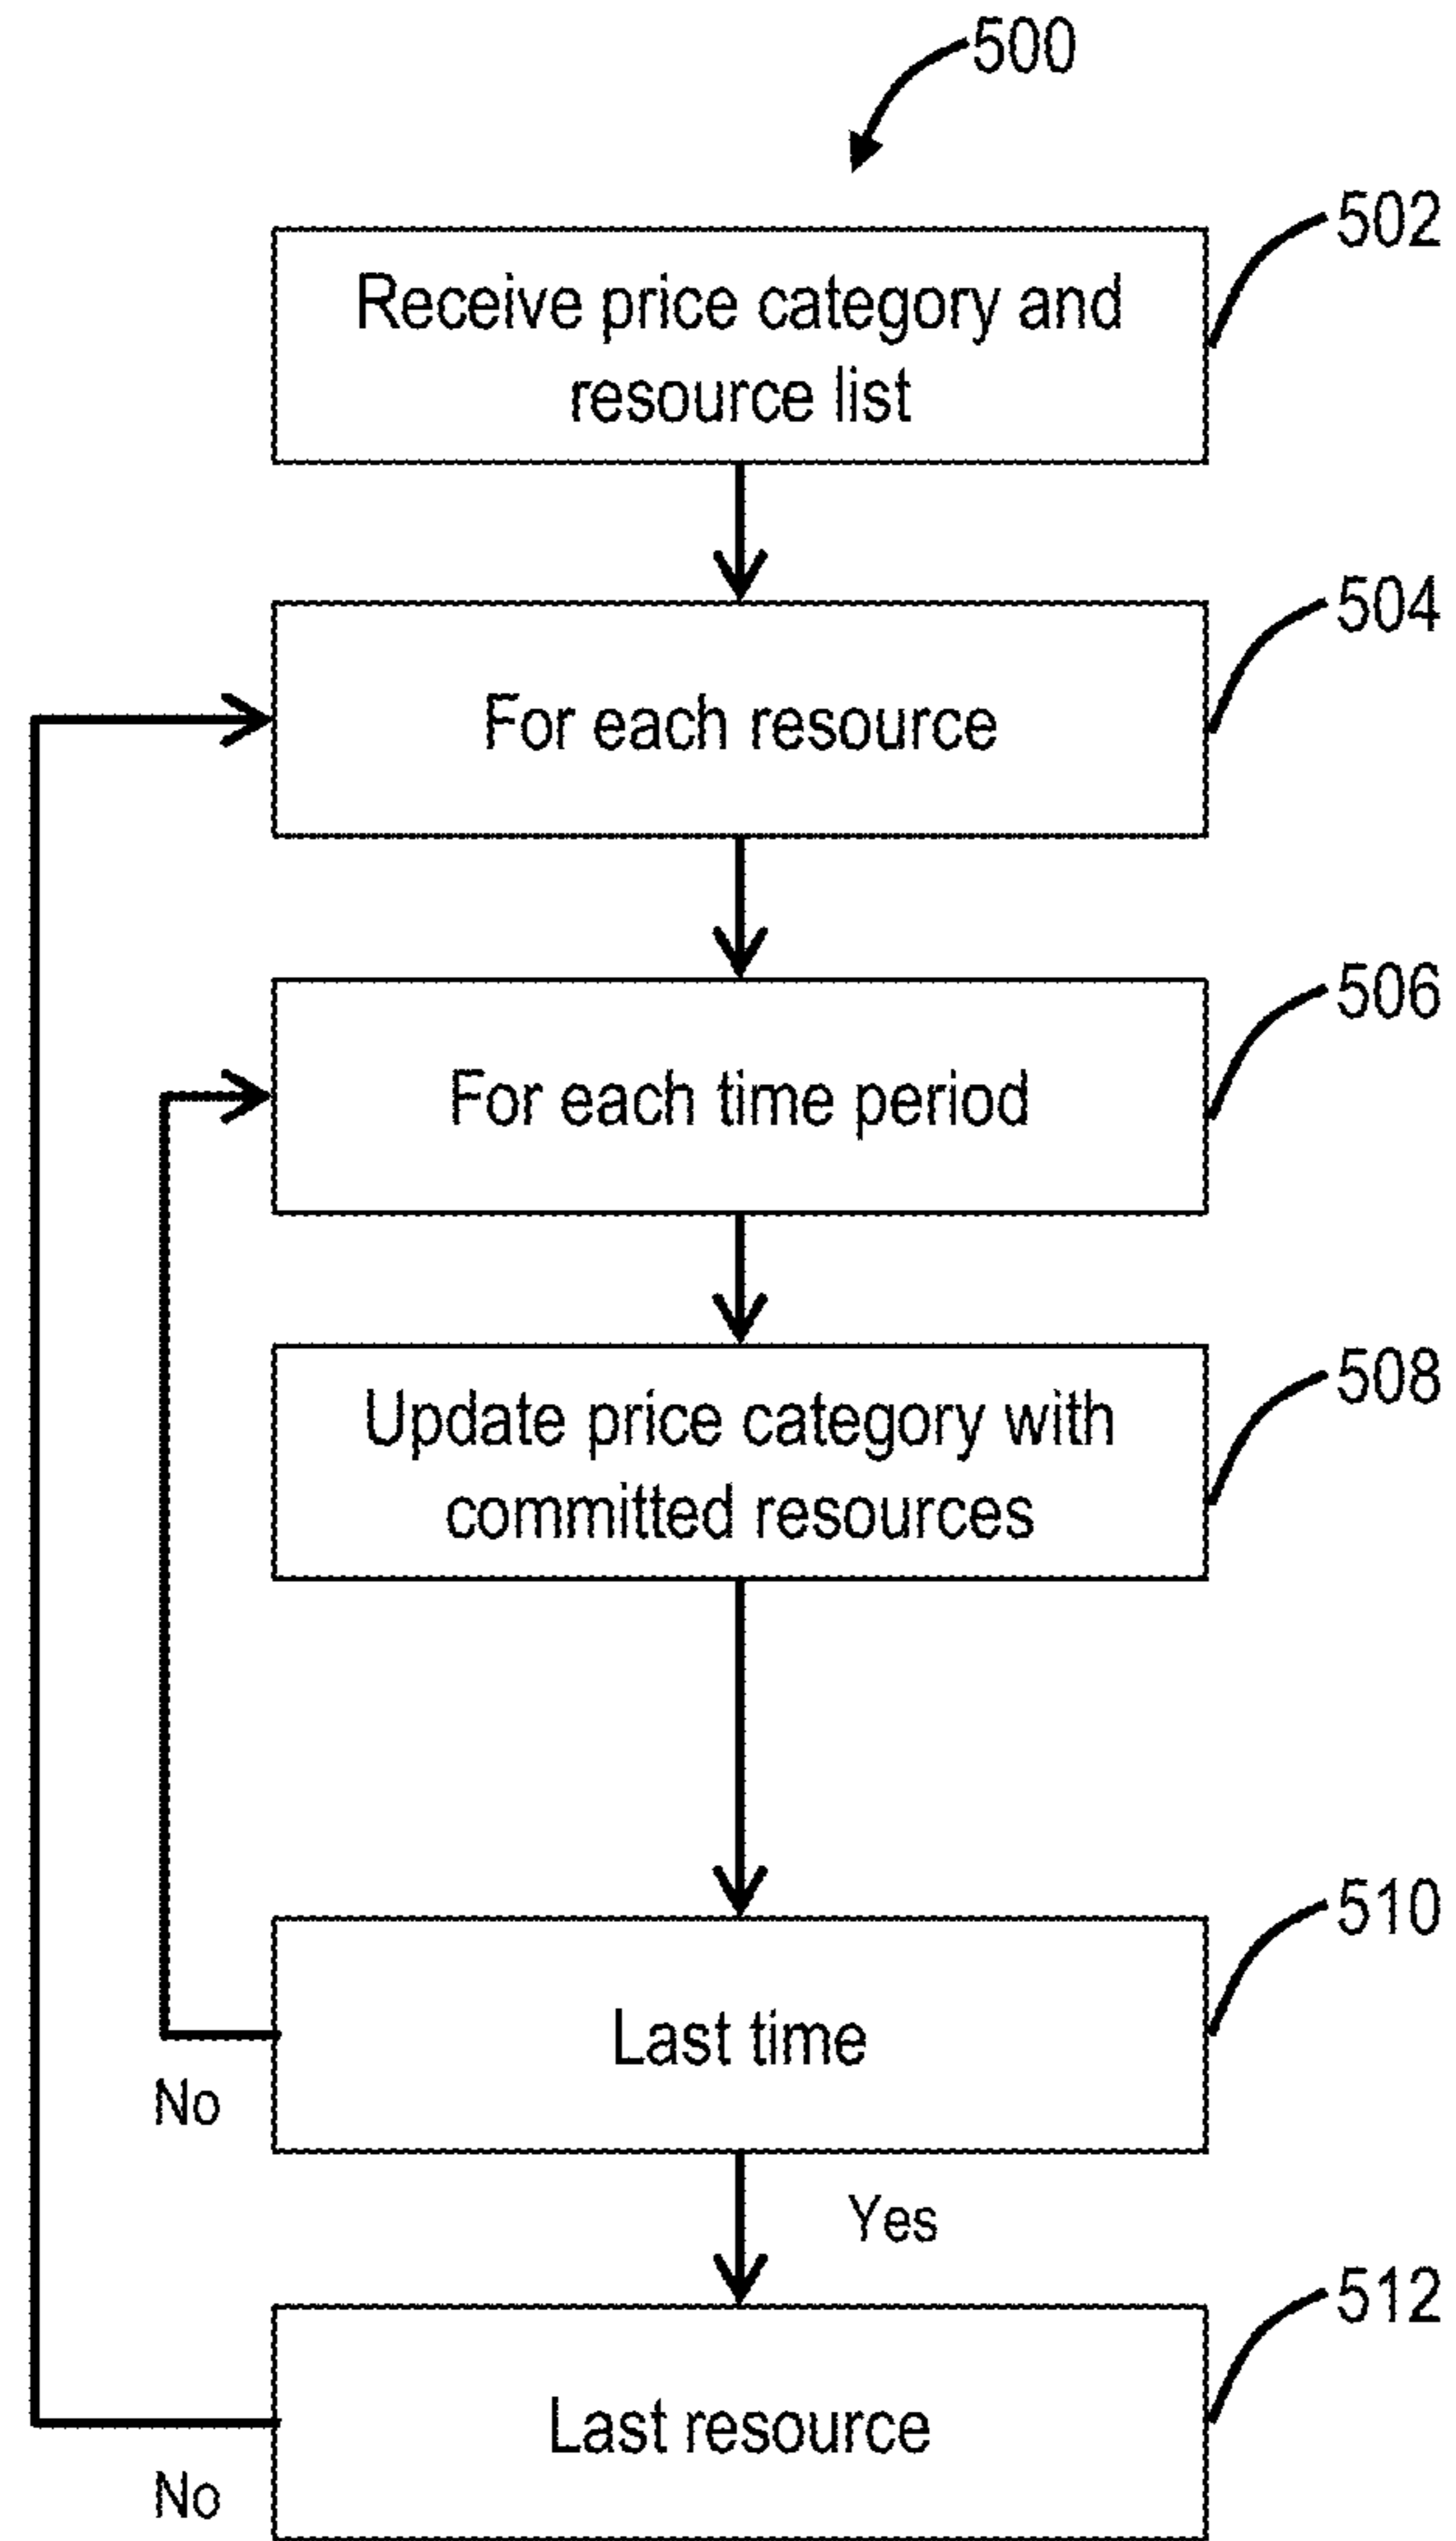 500
502
Receive price category and
resource list
504
For each resource
506
For each time period
508
Update price category with
committed resources
510
Last time
No
Yes
512
Last resource
No